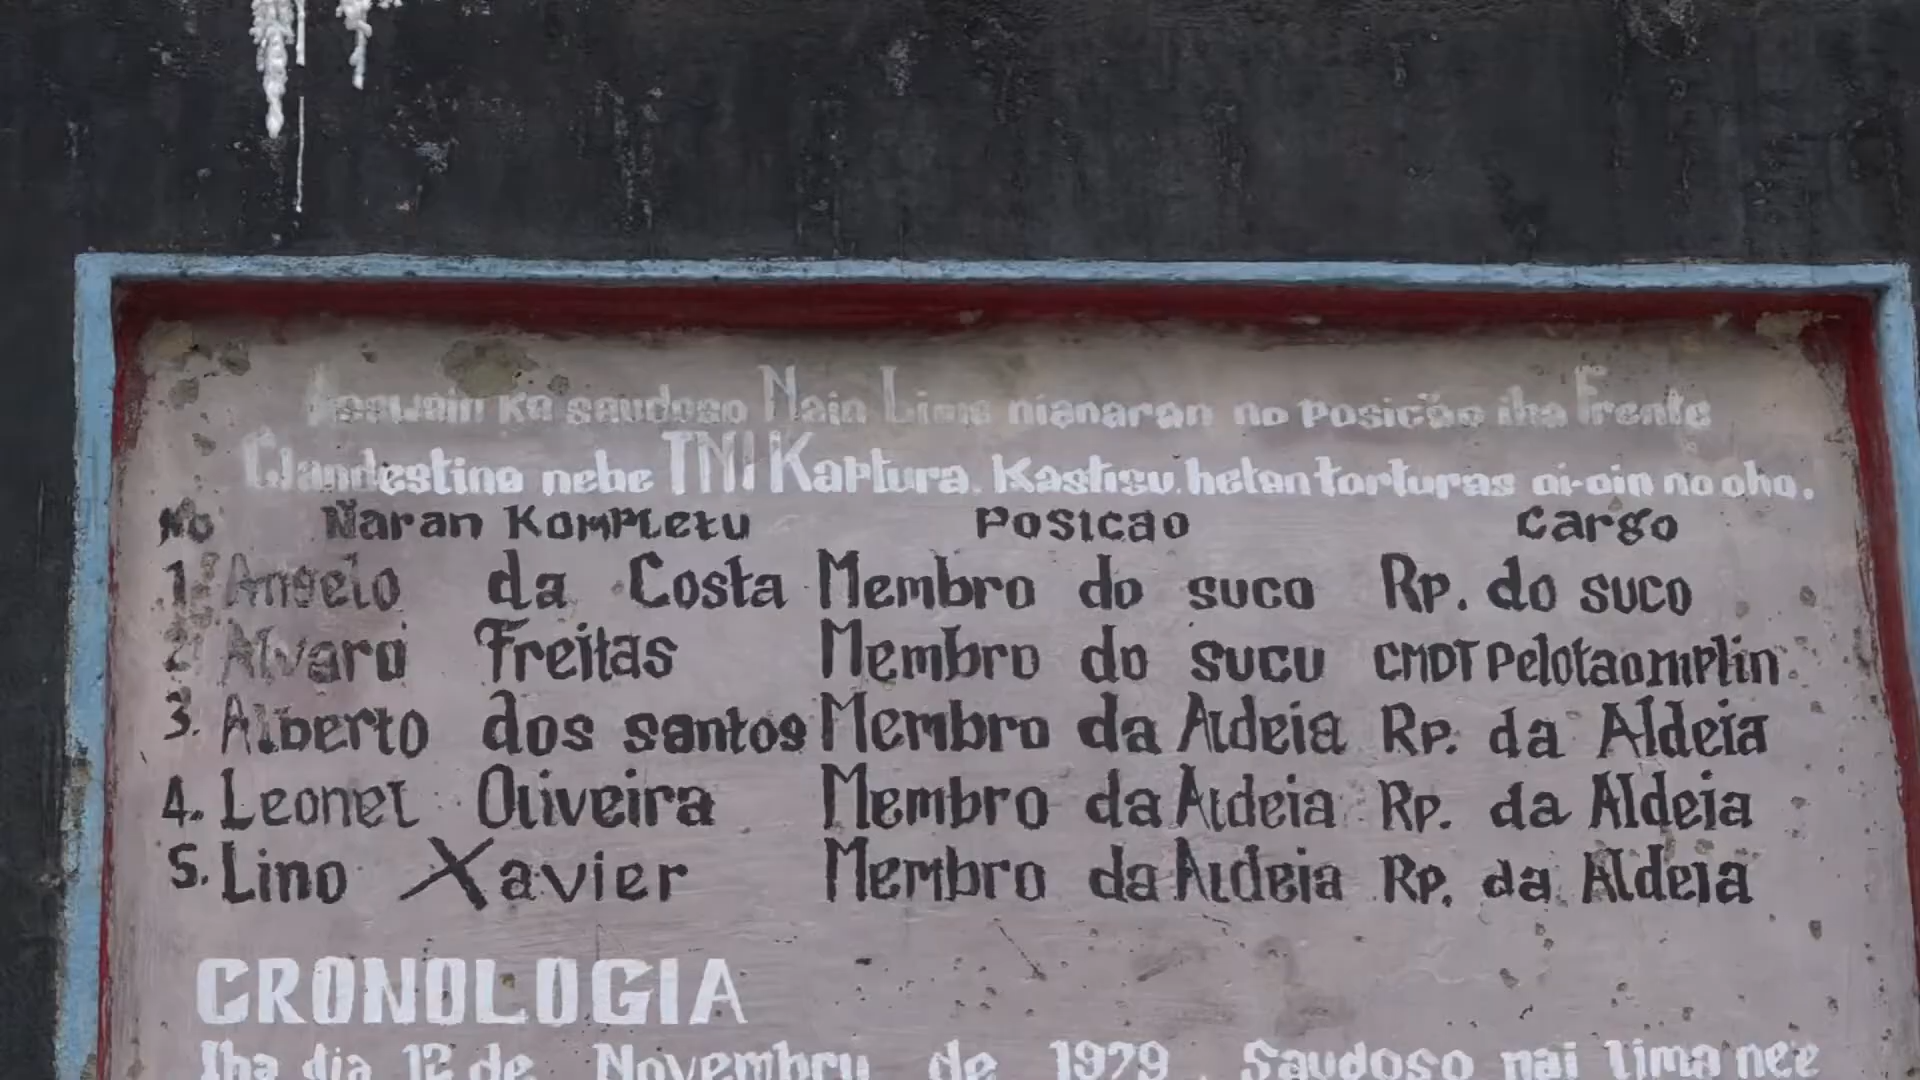 Asswain ka saudoso Nain Lima nianaran no posicão iha Frente
Clandestina nebe TNI Kaptura. Kastisu. hetan torturas oi-oin no oho.
No Naran Kompletu Posicao Cargo
1. Angelo da Costa Membro do suco Rp. do suco
2. Alvaro Freitas Membro do sucu CMDT Pelotao
3. Alberto dos santos Membro da Aldeia Rp. da Aldeia
4. Leonel Oliveira Membro da Aldeia Rp. da Aldeia
5. Lino Xavier Membro da Aldeia Rp. da Aldeia
CRONOLOGIA
Iha dia 12 de Novembru de 1979. Saudoso nai lima ne'e